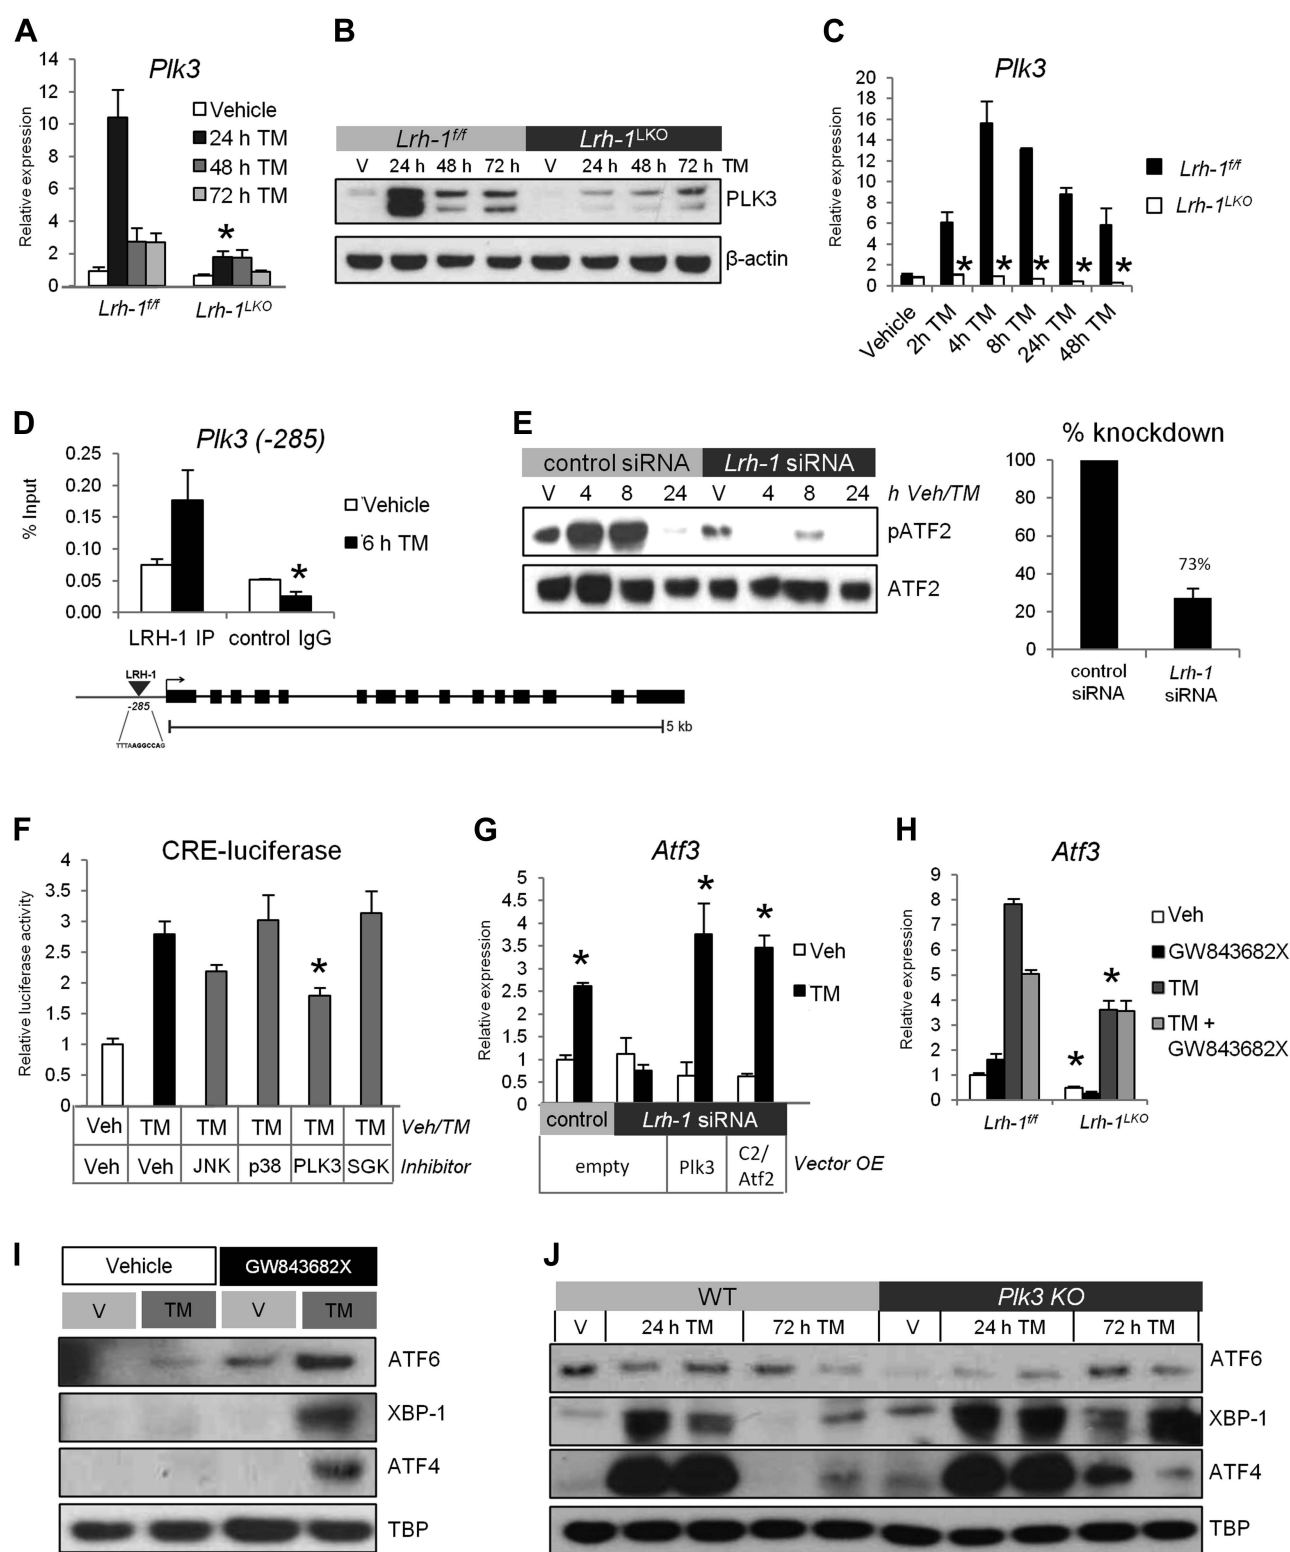 A
Plk3
Relative expression
14
12
10
8
6
4
2
0
Vehicle
24 h TM
48 h TM
72 h TM
*
Lrh-1f/f
Lrh-1LKO
B
Lrh-1f/f Lrh-1LKO
V 24 h 48 h 72 h V 24 h 48 h 72 h TM
PLK3
β-actin
C
Plk3
Relative expression
20
18
16
14
12
10
8
6
4
2
0
* * * * *
Vehicle
2h TM
4h TM
8h TM
24h TM
48h TM
Lrh-1f/f
Lrh-1LKO
D
Plk3 (-285)
% Input
0.25
0.20
0.15
0.10
0.05
0.00
Vehicle
6 h TM
*
LRH-1 IP control IgG
LRH-1
-285
TTTAAGGCCAG
5 kb
E
control siRNA Lrh-1 siRNA
V 4 8 24 V 4 8 24 h Veh/TM
pATF2
ATF2
% knockdown
100
80
60
40
20
0
73%
control siRNA
Lrh-1 siRNA
F
CRE-luciferase
Relative luciferase activity
4
3.5
3
2.5
2
1.5
1
0.5
0
*
Veh TM TM TM TM TM Veh/TM
Veh Veh JNK p38 PLK3 SGK Inhibitor
G
Atf3
Relative expression
5
4.5
4
3.5
3
2.5
2
1.5
1
0.5
0
* * *
Veh
TM
control Lrh-1 siRNA
empty Plk3 C2/Atf2 Vector OE
H
Atf3
Relative expression
9
8
7
6
5
4
3
2
1
0
* *
Veh
GW843682X
TM
TM +
GW843682X
Lrh-1f/f
Lrh-1LKO
I
Vehicle GW843682X
V TM V TM
ATF6
XBP-1
ATF4
TBP
J
WT Plk3 KO
V 24 h TM 72 h TM V 24 h TM 72 h TM
ATF6
XBP-1
ATF4
TBP